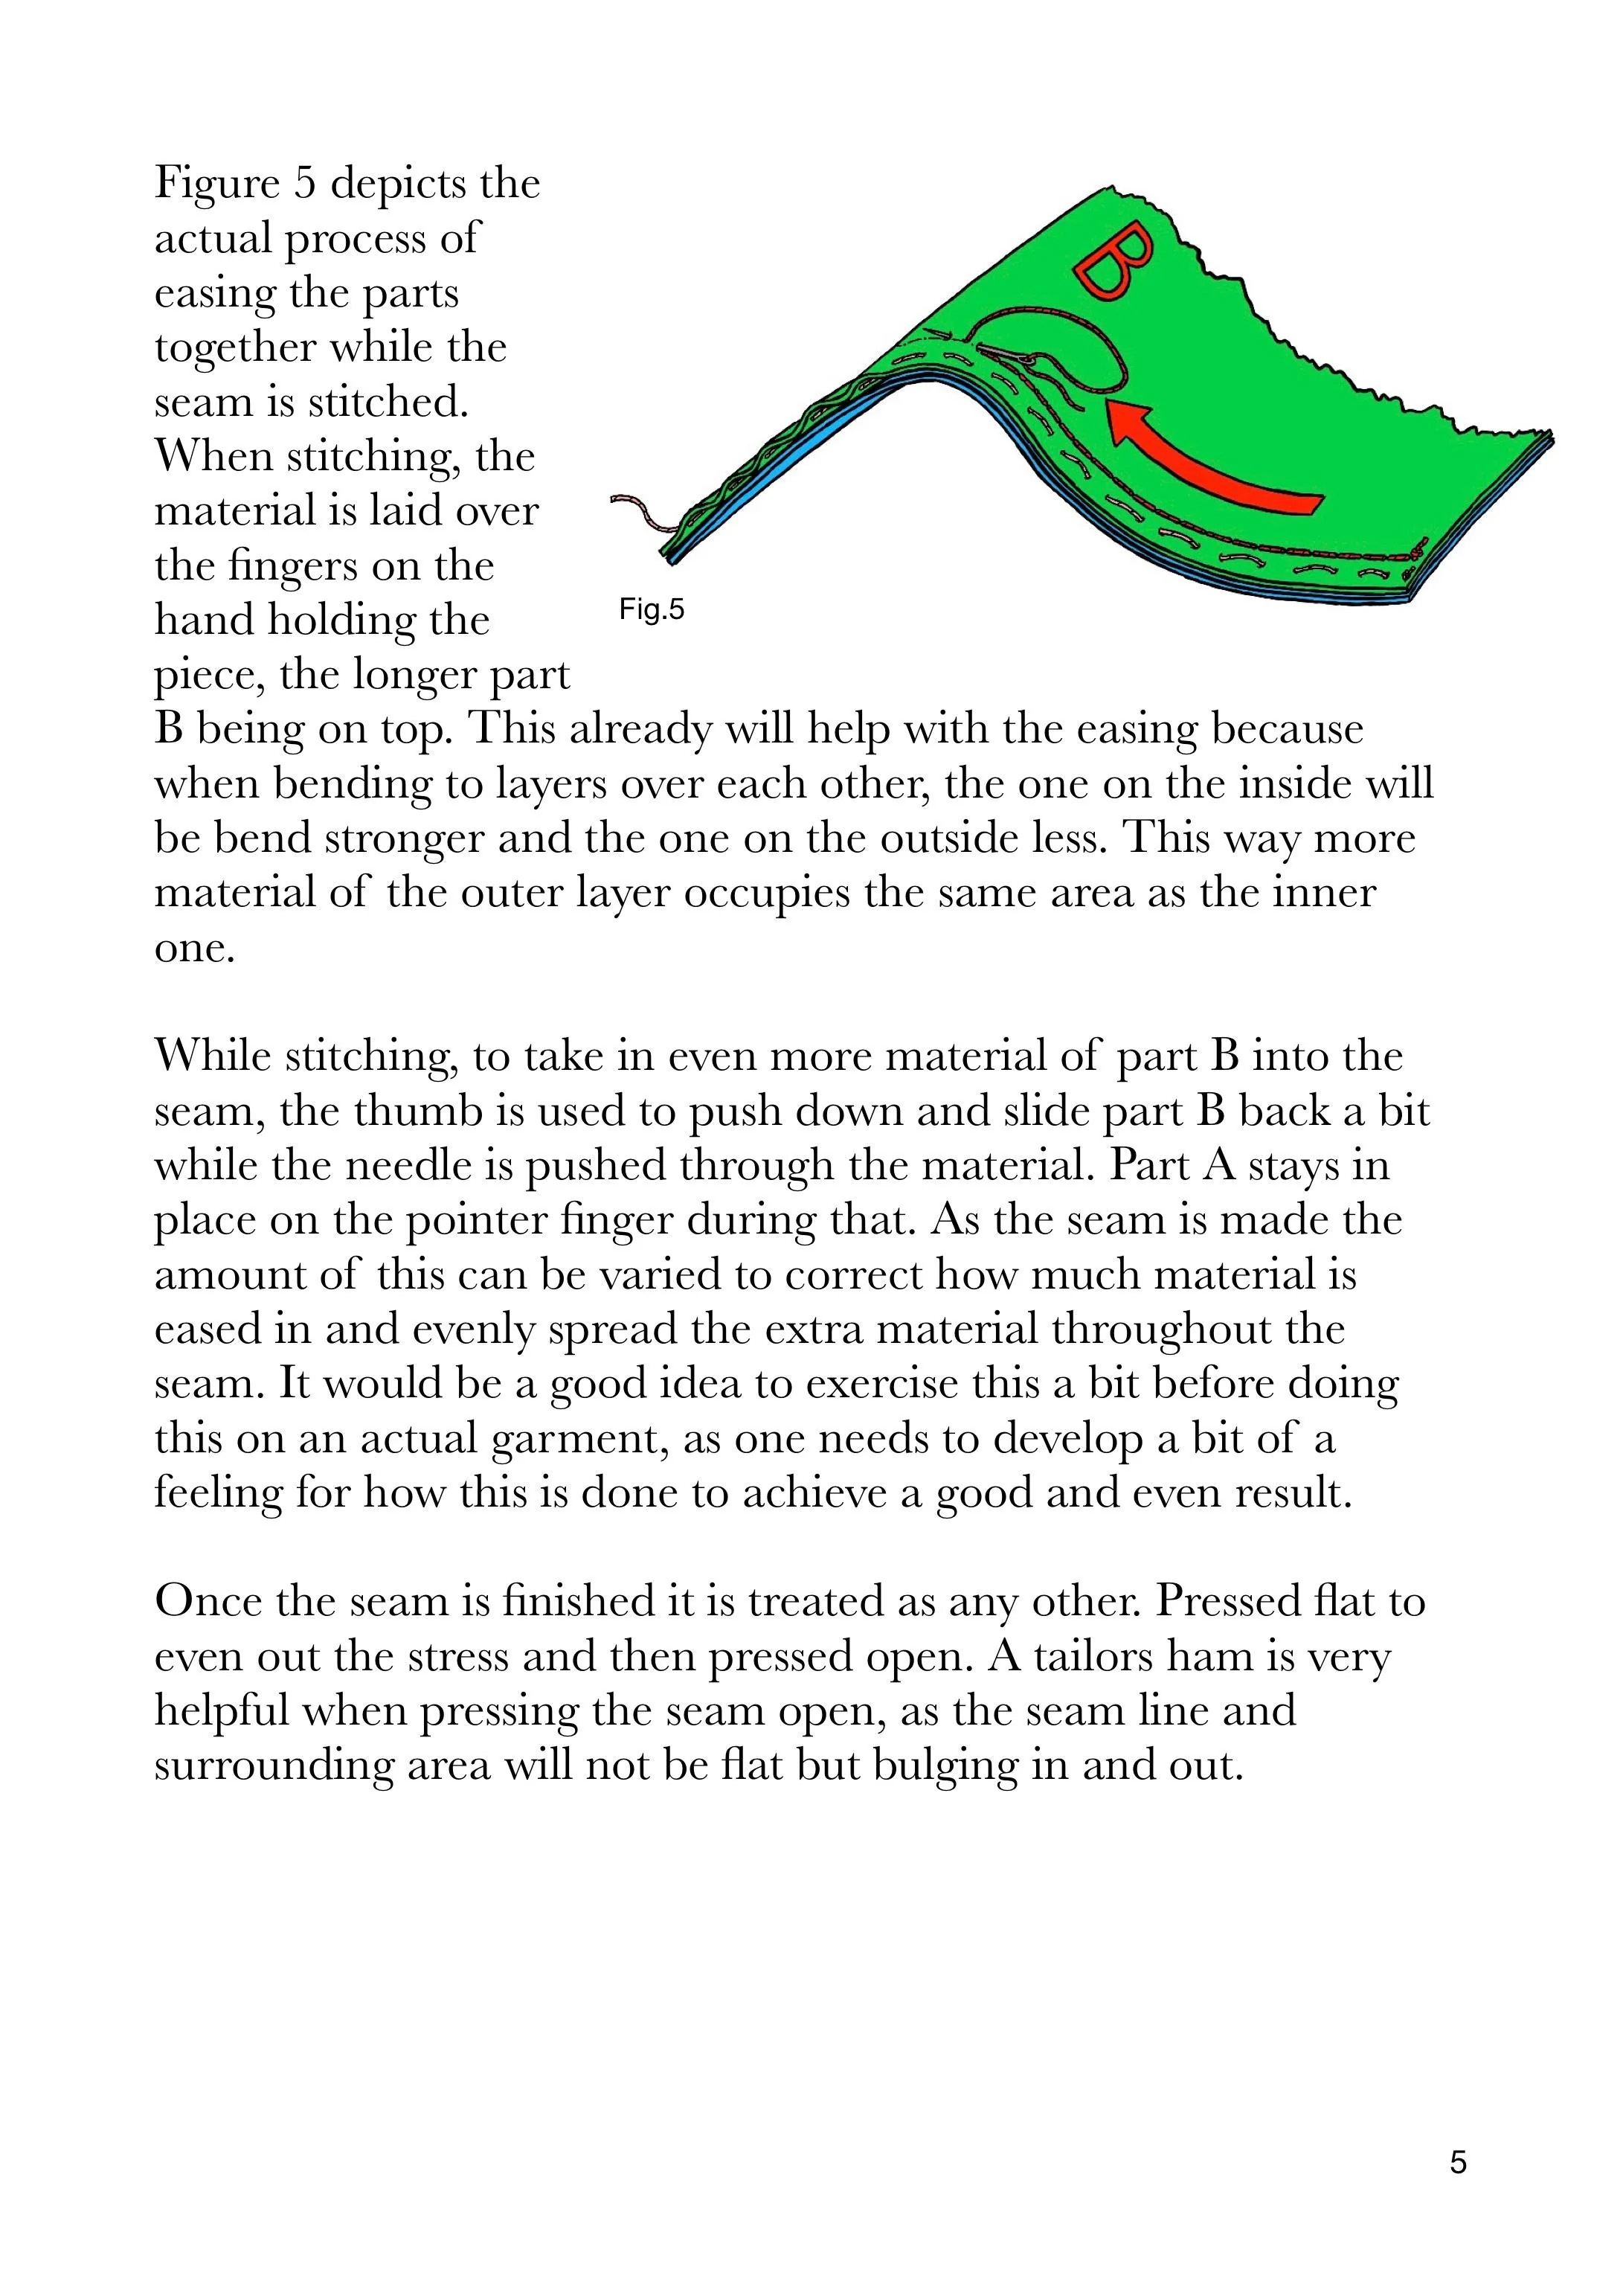 Figure 5 depicts the
actual process of
easing the parts
together while the
seam is stitched.
When stitching, the
material is laid over
the fingers on the
hand holding the
piece, the longer part
B
Fig.5
B being on top. This already will help with the easing because
when bending to layers over each other, the one on the inside will
be bend stronger and the one on the outside less. This way more
material of the outer layer occupies the same area as the inner
one.
While stitching, to take in even more material of part B into the
seam, the thumb is used to push down and slide part B back a bit
while the needle is pushed through the material. Part A stays in
place on the pointer finger during that. As the seam is made the
amount of this can be varied to correct how much material is
eased in and evenly spread the extra material throughout the
seam. It would be a good idea to exercise this a bit before doing
this on an actual garment, as one needs to develop a bit of a
feeling for how this is done to achieve a good and even result.
Once the seam is finished it is treated as any other. Pressed flat to
even out the stress and then pressed open. A tailors ham is very
helpful when pressing the seam open, as the seam line and
surrounding area will not be flat but bulging in and out.
5